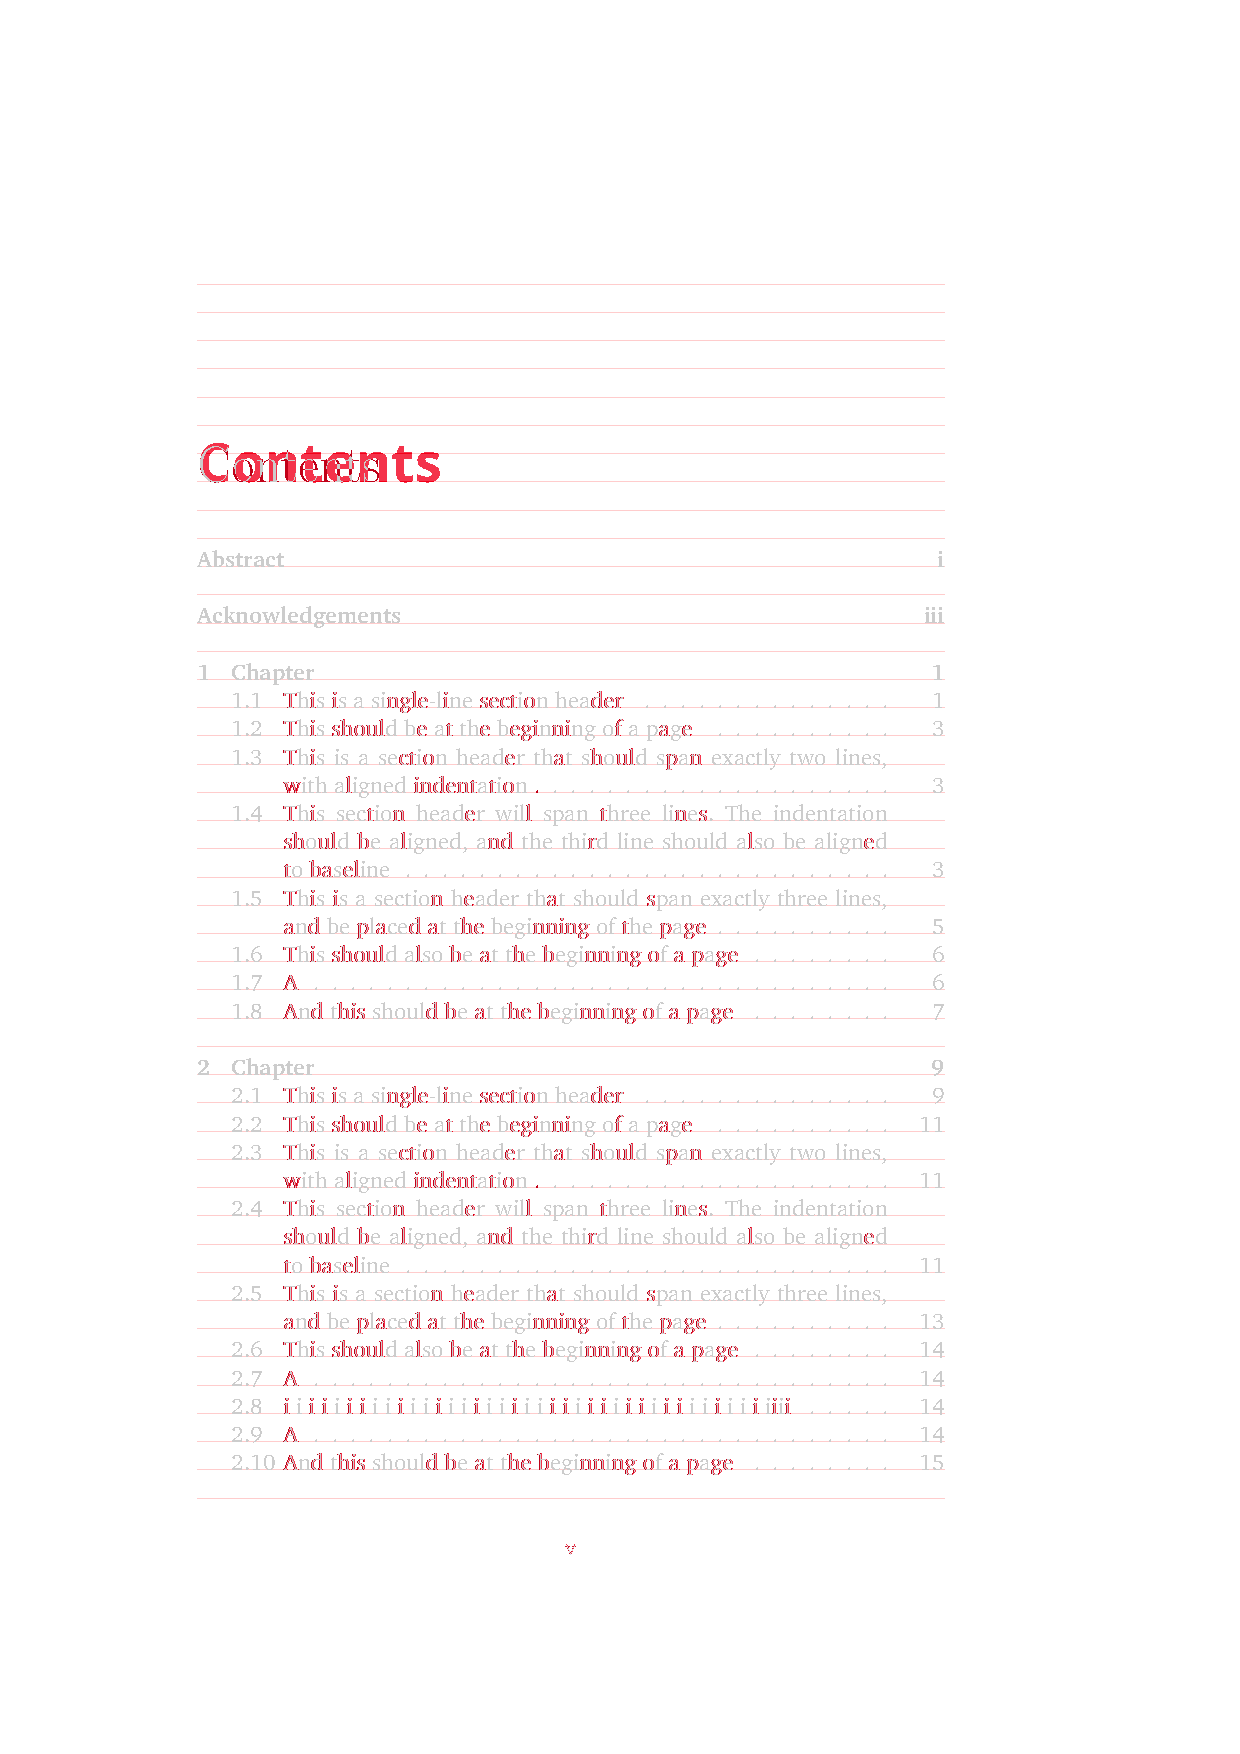 Contents
Abstract i
Acknowledgements iii
1 Chapter 1
1.1 This is a single-line section header . . . . . . . . . . . . . . 1
1.2 This should be at the beginning of a page . . . . . . . . . . 3
1.3 This is a section header that should span exactly two lines,
with aligned indentation . . . . . . . . . . . . . . . . . . . . 3
1.4 This section header will span three lines. The indentation
should be aligned, and the third line should also be aligned
to baseline . . . . . . . . . . . . . . . . . . . . . . . . . . . 3
1.5 This is a section header that should span exactly three lines,
and be placed at the beginning of the page . . . . . . . . . . 5
1.6 This should also be at the beginning of a page . . . . . . . . 6
1.7 A . . . . . . . . . . . . . . . . . . . . . . . . . . . . . . . . 6
1.8 And this should be at the beginning of a page . . . . . . . . 7
2 Chapter 9
2.1 This is a single-line section header . . . . . . . . . . . . . . 9
2.2 This should be at the beginning of a page . . . . . . . . . . 11
2.3 This is a section header that should span exactly two lines,
with aligned indentation . . . . . . . . . . . . . . . . . . . . 11
2.4 This section header will span three lines. The indentation
should be aligned, and the third line should also be aligned
to baseline . . . . . . . . . . . . . . . . . . . . . . . . . . . 11
2.5 This is a section header that should span exactly three lines,
and be placed at the beginning of the page . . . . . . . . . . 13
2.6 This should also be at the beginning of a page . . . . . . . . 14
2.7 A . . . . . . . . . . . . . . . . . . . . . . . . . . . . . . . . 14
2.8 i i i i i i i i i i i i i i i i i i i i i i i i i i i i i i i i i i i i i i iii . . . . . 14
2.9 A . . . . . . . . . . . . . . . . . . . . . . . . . . . . . . . . 14
2.10 And this should be at the beginning of a page . . . . . . . . 15
v